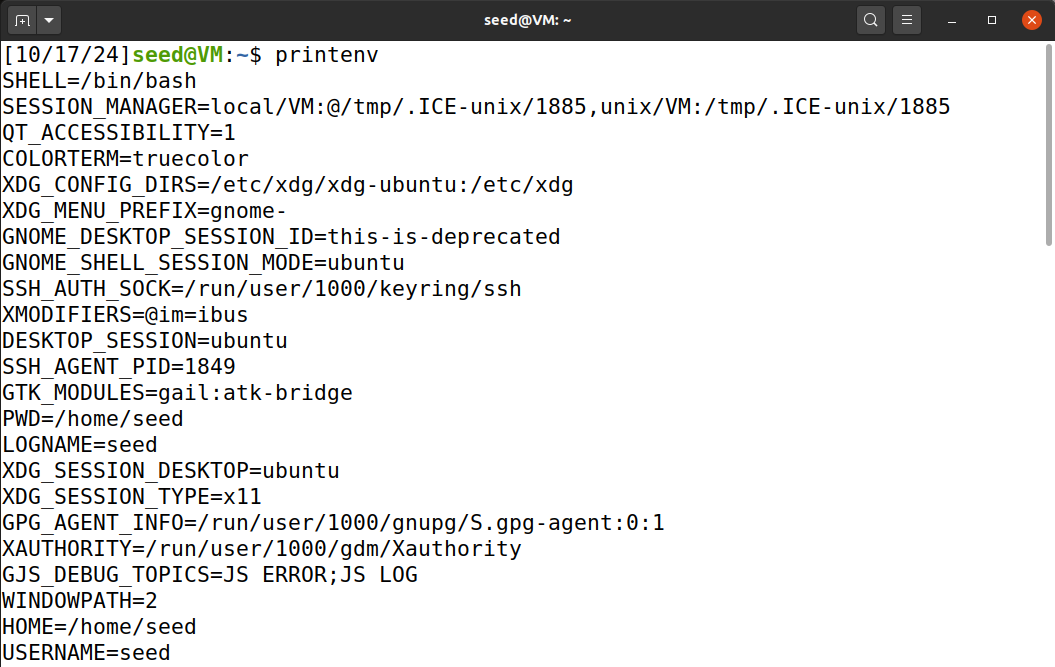 seed@VM: ~
[10/17/24]seed@VM:~$ printenv
SHELL=/bin/bash
SESSION_MANAGER=local/VM:@/tmp/.ICE-unix/1885,unix/VM:/tmp/.ICE-unix/1885
QT_ACCESSIBILITY=1
COLORTERM=truecolor
XDG_CONFIG_DIRS=/etc/xdg/xdg-ubuntu:/etc/xdg
XDG_MENU_PREFIX=gnome-
GNOME_DESKTOP_SESSION_ID=this-is-deprecated
GNOME_SHELL_SESSION_MODE=ubuntu
SSH_AUTH_SOCK=/run/user/1000/keyring/ssh
XMODIFIERS=@im=ibus
DESKTOP_SESSION=ubuntu
SSH_AGENT_PID=1849
GTK_MODULES=gail:atk-bridge
PWD=/home/seed
LOGNAME=seed
XDG_SESSION_DESKTOP=ubuntu
XDG_SESSION_TYPE=x11
GPG_AGENT_INFO=/run/user/1000/gnupg/S.gpg-agent:0:1
XAUTHORITY=/run/user/1000/gdm/Xauthority
GJS_DEBUG_TOPICS=JS ERROR;JS LOG
WINDOWPATH=2
HOME=/home/seed
USERNAME=seed